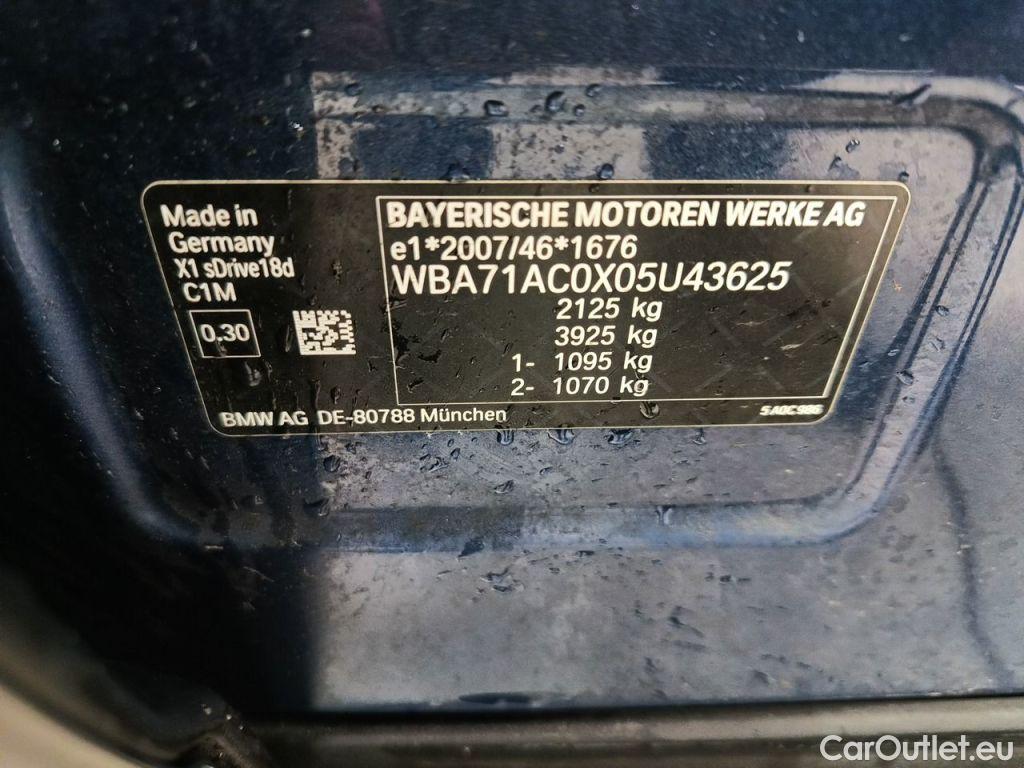 Made in
Germany
X1 sDrive18d
C1M
0.30
BAYERISCHE MOTOREN WERKE AG
e1*2007/46*1676
WBA71AC0X05U43625
2125 kg
3925 kg
1- 1095 kg
2- 1070 kg
BMW AG DE-80788 München
5A0C986
CarOutlet.eu